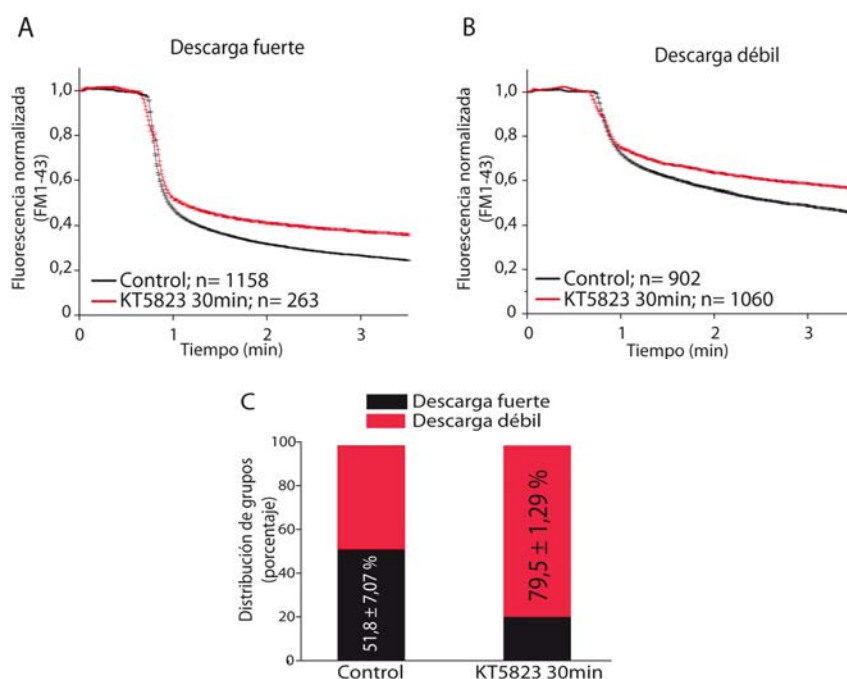 A
Descarga fuerte
Fluorescencia normalizada
(FM1-43)
1,0
0,8
0,6
0,4
0,2
0
Control; n= 1158
KT5823 30min; n= 263
0
1
2
3
Tiempo (min)
B
Descarga débil
Fluorescencia normalizada
(FM1-43)
1,0
0,8
0,6
0,4
0,2
0
Control; n= 902
KT5823 30min; n= 1060
0
1
2
3
Tiempo (min)
C
Descarga fuerte
Descarga débil
Distribución de grupos
(porcentaje)
100
80
60
40
20
0
51,8 ± 7,07 %
79,5 ± 1,29 %
Control
KT5823 30min